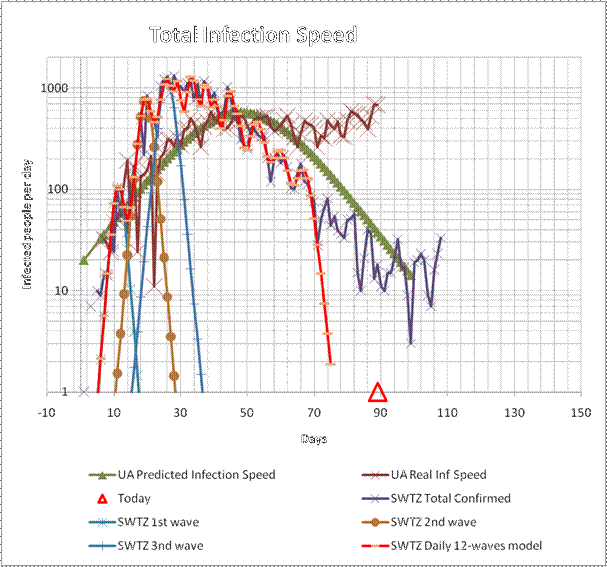 Total Infection Speed
Infected people per day
1000
100
10
1
-10 10 30 50 70 90 110 130 150
Days
UA Predicted Infection Speed UA Real Inf Speed
Today SWTZ Total Confirmed
SWTZ 1st wave SWTZ 2nd wave
SWTZ 3nd wave SWTZ Daily 12-waves model